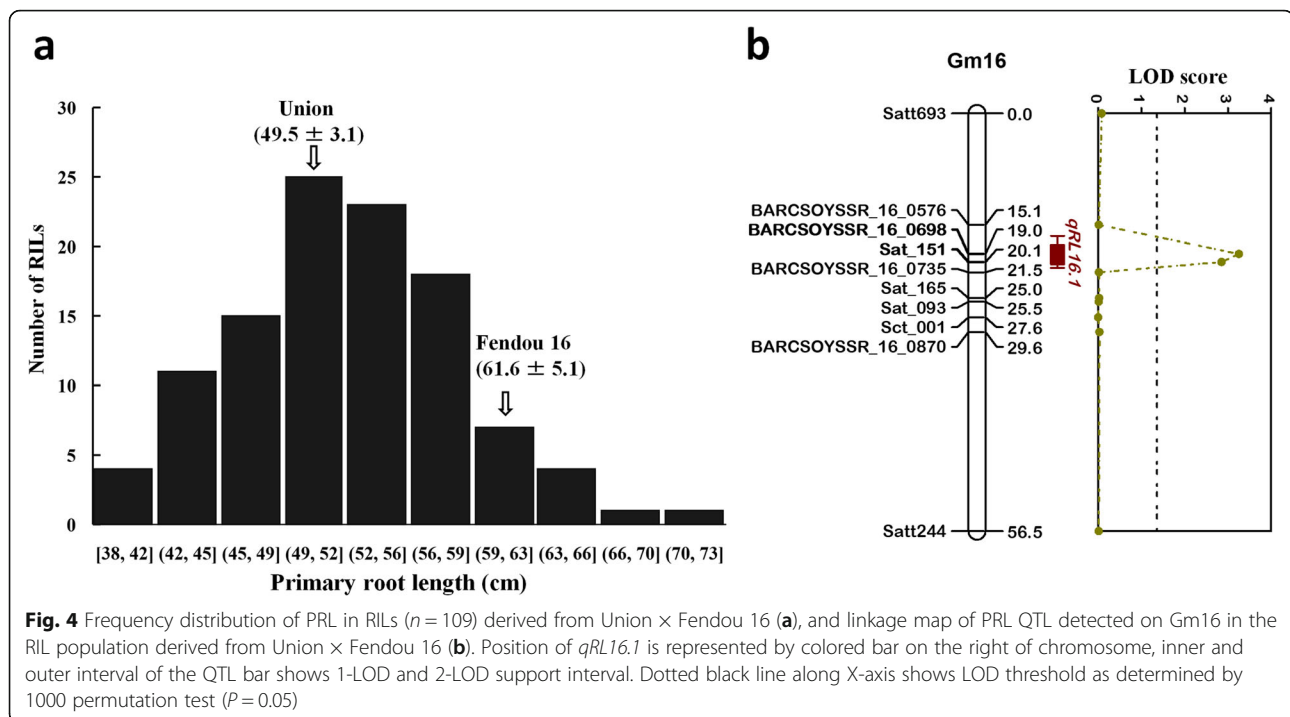 a
Union
(49.5 ± 3.1)
Fendou 16
(61.6 ± 5.1)
Number of RILs
30
25
20
15
10
5
0
[38, 42] (42, 45] (45, 49] (49, 52] (52, 56] (56, 59] (59, 63] (63, 66] (66, 70] (70, 73]
Primary root length (cm)
b
Gm16
LOD score
0 1 2 3 4
Satt693 0.0
BARCSOYSSR_16_0576 15.1
BARCSOYSSR_16_0698 19.0
Sat_151 20.1
BARCSOYSSR_16_0735 21.5
Sat_165 25.0
Sat_093 25.5
Sct_001 27.6
BARCSOYSSR_16_0870 29.6
Satt244 56.5
qRL16.1
Fig. 4 Frequency distribution of PRL in RILs (n = 109) derived from Union × Fendou 16 (a), and linkage map of PRL QTL detected on Gm16 in the
RIL population derived from Union × Fendou 16 (b). Position of qRL16.1 is represented by colored bar on the right of chromosome, inner and
outer interval of the QTL bar shows 1-LOD and 2-LOD support interval. Dotted black line along X-axis shows LOD threshold as determined by
1000 permutation test (P = 0.05)